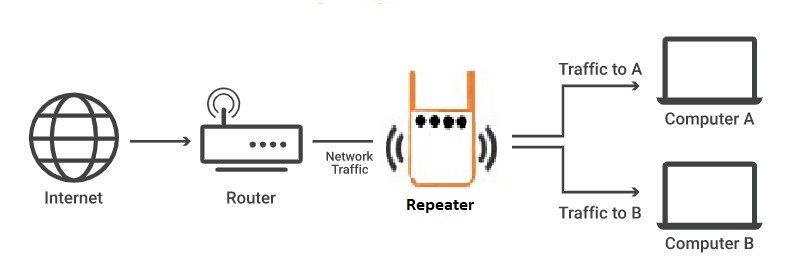 Internet
Router
Network
Traffic
Repeater
Traffic to A
Computer A
Traffic to B
Computer B